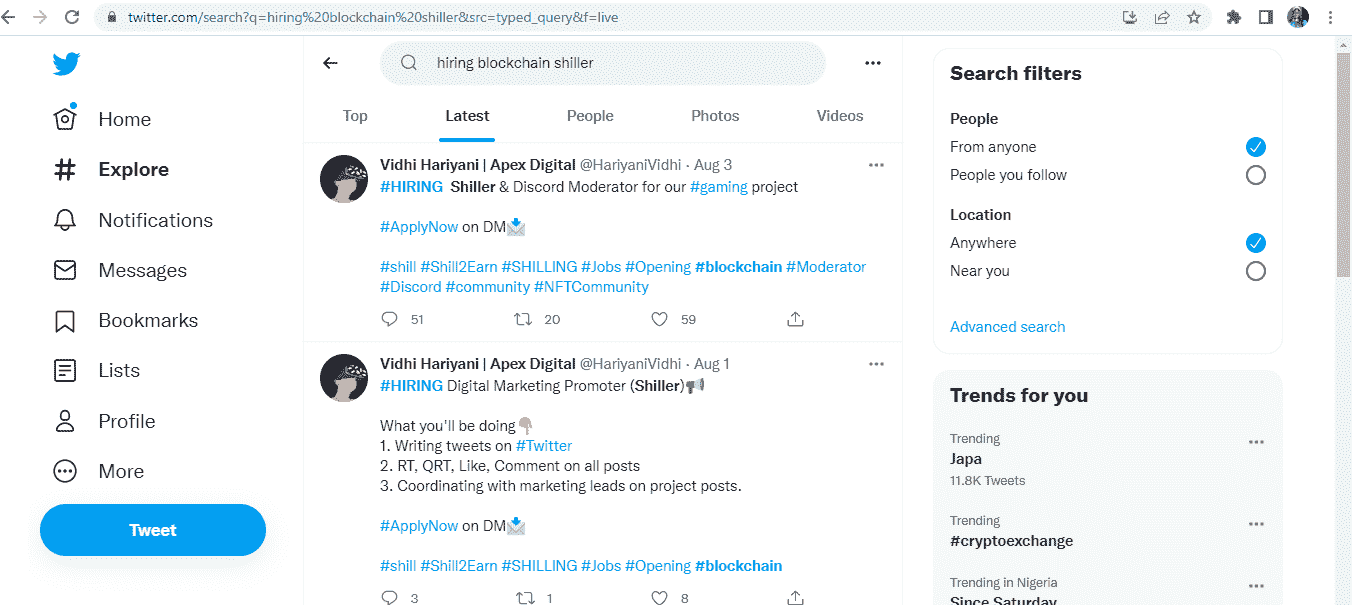 twitter.com/search?q=hiring%20blockchain%20shiller&src=typed_query&f=live
Home
Explore
Notifications
Messages
Bookmarks
Lists
Profile
More
Tweet
hiring blockchain shiller
Top Latest People Photos Videos
Vidhi Hariyani | Apex Digital @HariyaniVidhi · Aug 3
#HIRING Shiller & Discord Moderator for our #gaming project
#ApplyNow on DM📩
#shill #Shill2Earn #SHILLING #Jobs #Opening #blockchain #Moderator
#Discord #community #NFTCommunity
51 20 59
Vidhi Hariyani | Apex Digital @HariyaniVidhi · Aug 1
#HIRING Digital Marketing Promoter (Shiller)📢
What you'll be doing👇
1. Writing tweets on #Twitter
2. RT, QRT, Like, Comment on all posts
3. Coordinating with marketing leads on project posts.
#ApplyNow on DM📩
#shill #Shill2Earn #SHILLING #Jobs #Opening #blockchain
3 1 8
Search filters
People
From anyone
People you follow
Location
Anywhere
Near you
Advanced search
Trends for you
Trending
Japa
11.8K Tweets
Trending
#cryptoexchange
Trending in Nigeria
Since Saturday